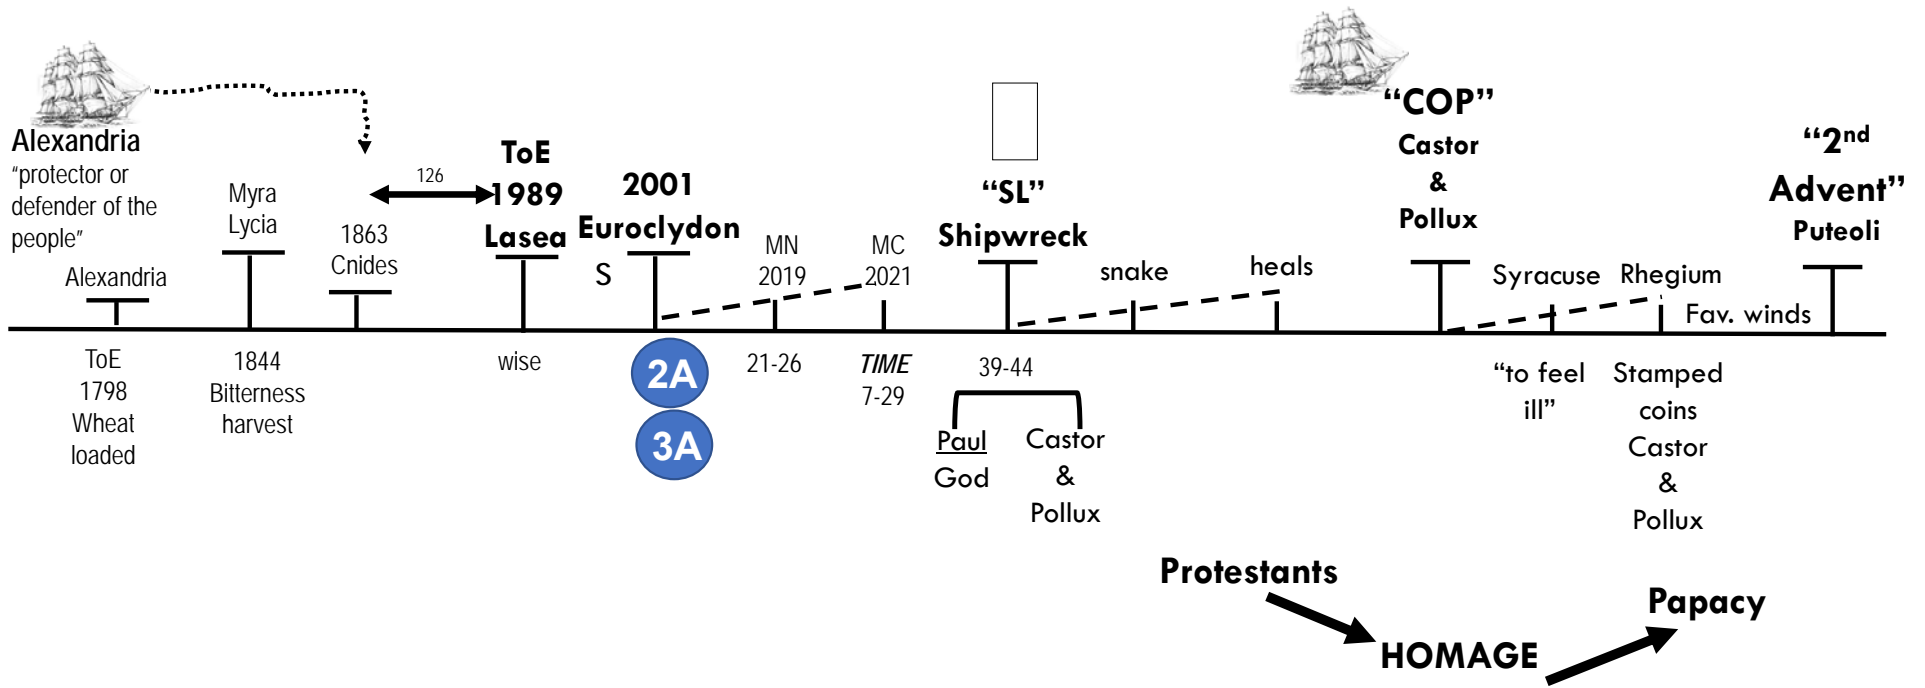 Alexandria
“protector or
defender of the
people”
Alexandria
ToE
1798
Wheat
loaded
Myra
Lycia
1844
Bitterness
harvest
1863
Cnides
126
ToE
1989
Lasea
wise
2001
Euroclydon
S
2A
3A
MN
2019
21-26
MC
2021
TIME
7-29
“SL”
Shipwreck
39-44
Paul
God
Castor
&
Pollux
snake
heals
“COP”
Castor
&
Pollux
Syracuse
“to feel
ill”
Rhegium
Stamped
coins
Castor
&
Pollux
Fav. winds
“2nd
Advent”
Puteoli
Protestants
HOMAGE
Papacy